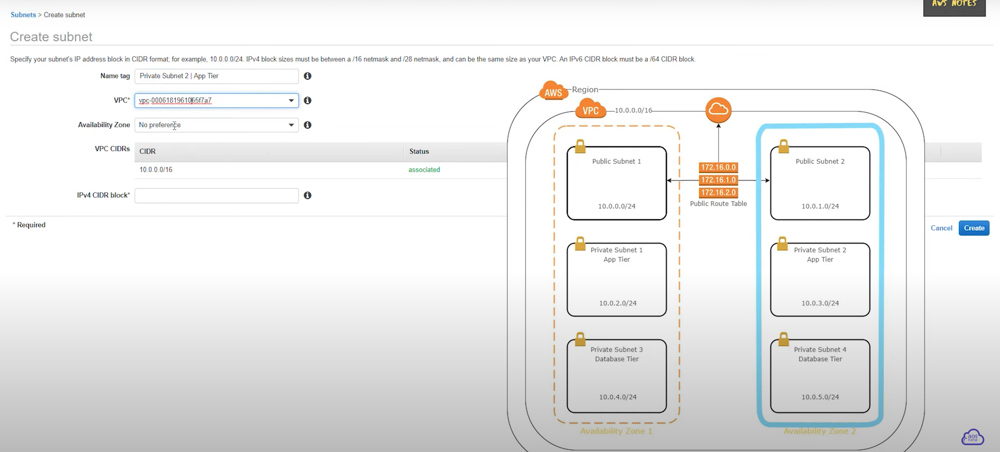 AWS NOTES
Subnets > Create subnet
Create subnet
Specify your subnet's IP address block in CIDR format; for example, 10.0.0.0/24. IPv4 block sizes must be between a /16 netmask and /28 netmask, and can be the same size as your VPC. An IPv6 CIDR block must be a /64 CIDR block.
Name tag Private Subnet 2 | App Tier
VPC* vpc-0006181961065f7a7
Availability Zone No preference
VPC CIDRs CIDR Status
10.0.0.0/16 associated
IPv4 CIDR block*
* Required
Cancel Create
AWS Region
VPC 10.0.0.0/16
Public Subnet 1
10.0.0.0/24
172.16.0.0
172.16.1.0
172.16.2.0
Public Route Table
Public Subnet 2
10.0.1.0/24
Private Subnet 1
App Tier
10.0.2.0/24
Private Subnet 2
App Tier
10.0.3.0/24
Private Subnet 3
Database Tier
10.0.4.0/24
Private Subnet 4
Database Tier
10.0.5.0/24
Availability Zone 1
Availability Zone 2
aos
note